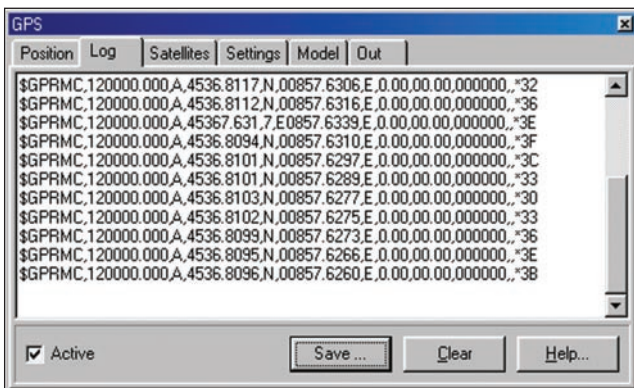 GPS
Position Log Satellites Settings Model Out
$GPRMC,120000.000,A,4536.8117,N,00857.6306,E,0.00,00.00,000000,,*32
$GPRMC,120000.000,A,4536.8112,N,00857.6316,E,0.00,00.00,000000,,*36
$GPRMC,120000.000,A,45367.631,7,E0857.6339,E,0.00,00.00,000000,,*3E
$GPRMC,120000.000,A,4536.8094,N,00857.6310,E,0.00,00.00,000000,,*3F
$GPRMC,120000.000,A,4536.8101,N,00857.6297,E,0.00,00.00,000000,,*3C
$GPRMC,120000.000,A,4536.8101,N,00857.6289,E,0.00,00.00,000000,,*33
$GPRMC,120000.000,A,4536.8103,N,00857.6277,E,0.00,00.00,000000,,*30
$GPRMC,120000.000,A,4536.8102,N,00857.6275,E,0.00,00.00,000000,,*33
$GPRMC,120000.000,A,4536.8099,N,00857.6273,E,0.00,00.00,000000,,*36
$GPRMC,120000.000,A,4536.8095,N,00857.6266,E,0.00,00.00,000000,,*3E
$GPRMC,120000.000,A,4536.8096,N,00857.6260,E,0.00,00.00,000000,,*3B
Active Save ... Clear Help...